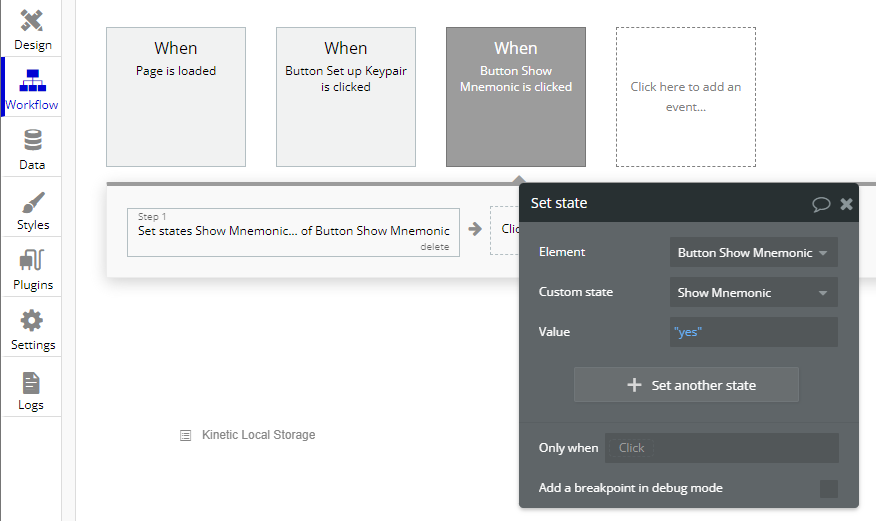 Design
Workflow
Data
Styles
Plugins
Settings
Logs
When
Page is loaded
When
Button Set up Keypair
is clicked
When
Button Show
Mnemonic is clicked
Click here to add an
event...
Step 1
Set states Show Mnemonic... of Button Show Mnemonic
delete
Set state
Element
Button Show Mnemonic
Custom state
Show Mnemonic
Value
"yes"
+ Set another state
Only when
Click
Add a breakpoint in debug mode
Kinetic Local Storage